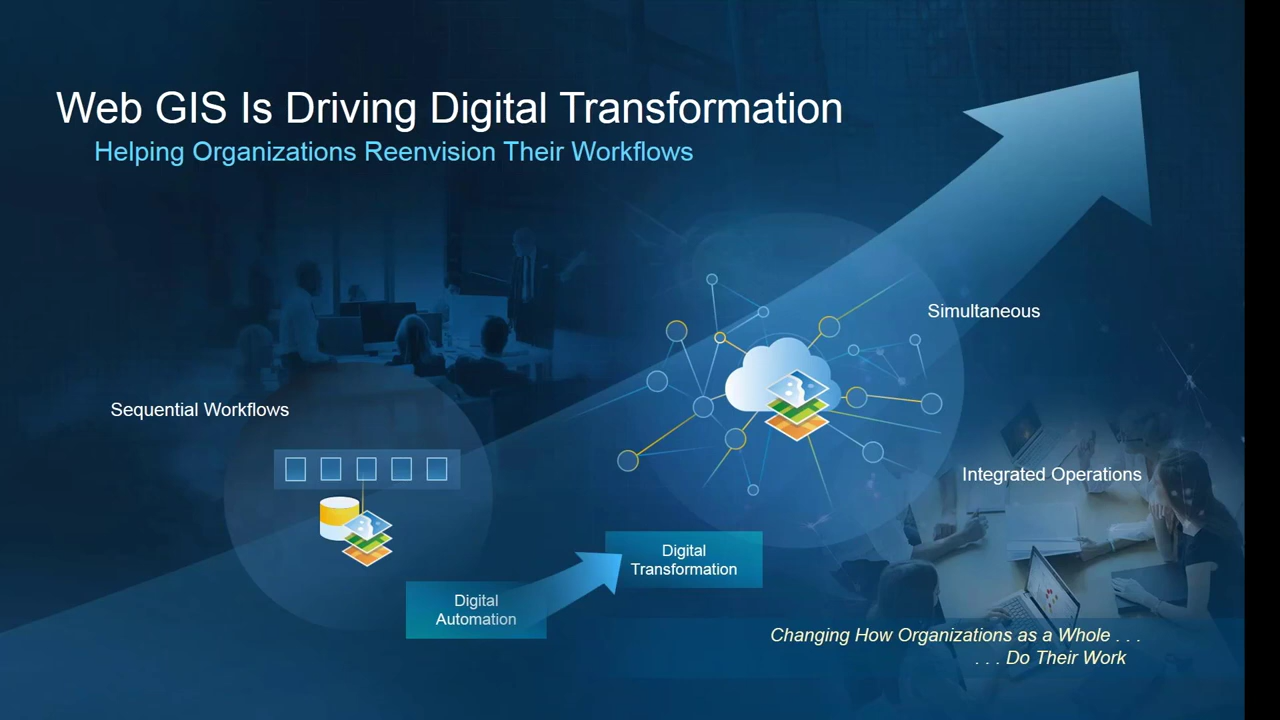 Web GIS Is Driving Digital Transformation
Helping Organizations Reenvision Their Workflows
Simultaneous
Sequential Workflows
Integrated Operations
Digital
Transformation
Digital
Automation
Changing How Organizations as a Whole . . .
. . . Do Their Work